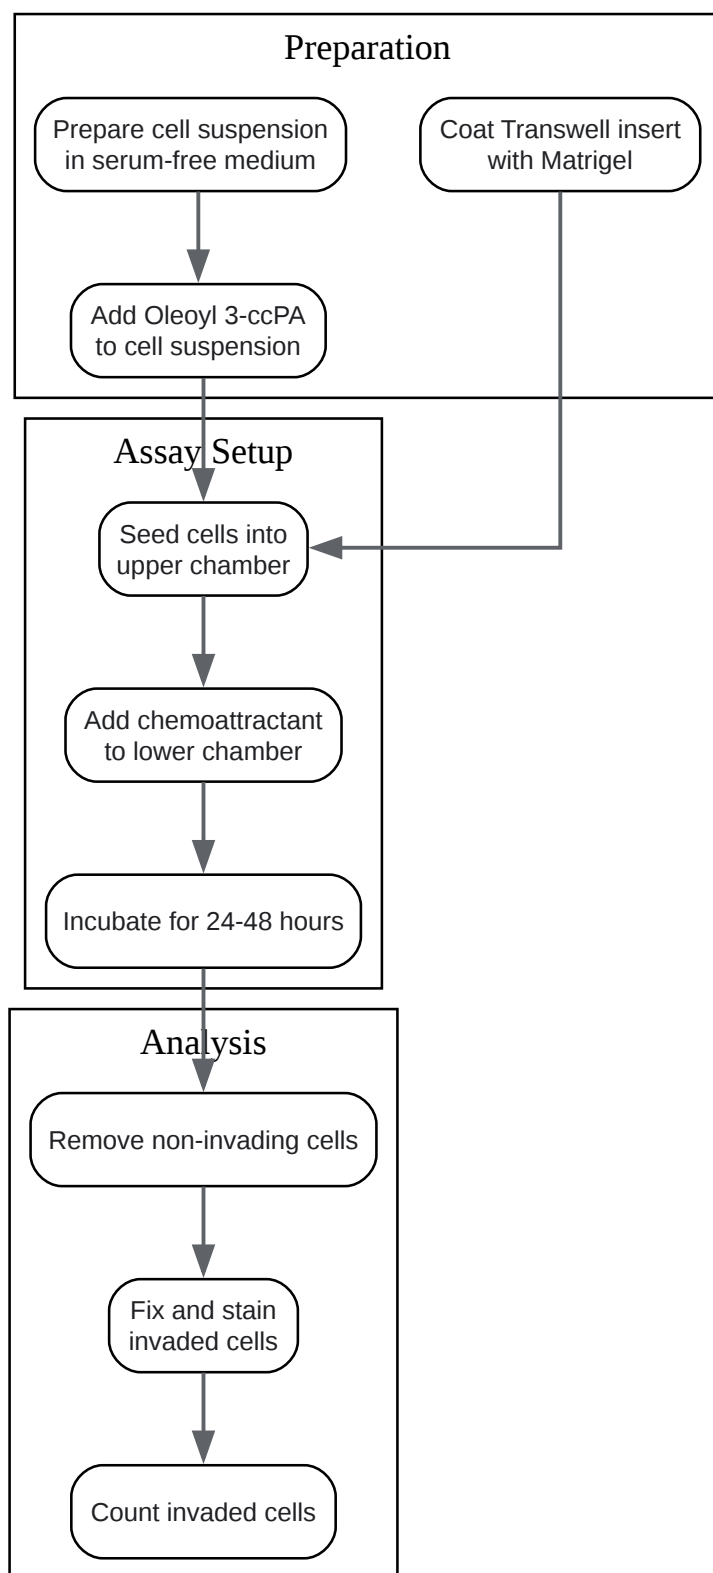 Preparation
Prepare cell suspension
in serum-free medium
Coat Transwell insert
with Matrigel
Add Oleoyl 3-ccPA
to cell suspension
Assay Setup
Seed cells into
upper chamber
Add chemoattractant
to lower chamber
Incubate for 24-48 hours
Analysis
Remove non-invading cells
Fix and stain
invaded cells
Count invaded cells